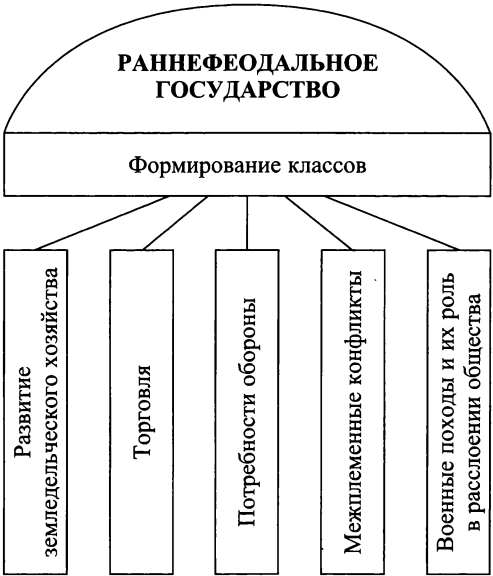 РАННЕФЕОДАЛЬНОЕ
ГОСУДАРСТВО
Формирование классов
Развитие
земледельческого хозяйства
Торговля
Потребности обороны
Межплеменные конфликты
Военные походы и их роль
в расслоении общества